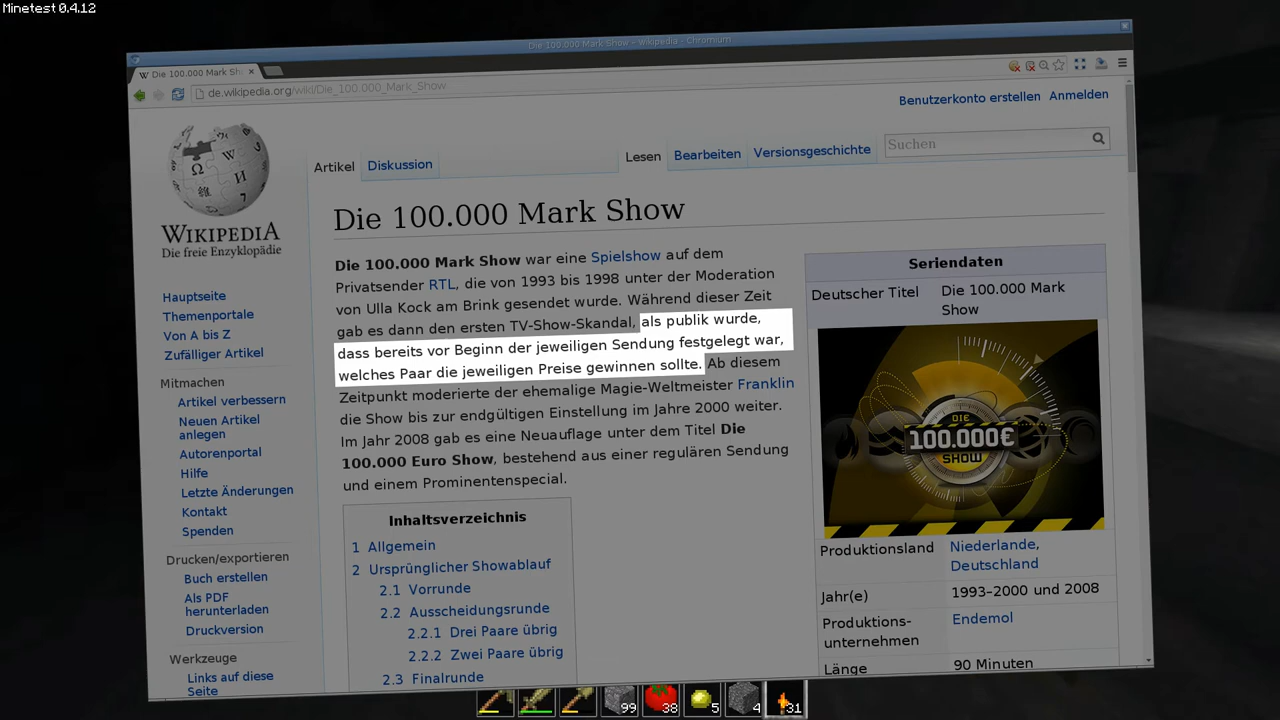 Minetest 0.4.12
Die 100.000 Mark Show - Wikipedia - Chromium
W Die 100.000 Mark Sh
de.wikipedia.org/wiki/Die_100.000_Mark_Show
Benutzerkonto erstellen Anmelden
Artikel Diskussion Lesen Bearbeiten Versionsgeschichte Suchen
WIKIPEDIA
Die freie Enzyklopädie
Hauptseite
Themenportale
Von A bis Z
Zufälliger Artikel
Mitmachen
Artikel verbessern
Neuen Artikel
anlegen
Autorenportal
Hilfe
Letzte Änderungen
Kontakt
Spenden
Drucken/exportieren
Buch erstellen
Als PDF
herunterladen
Druckversion
Werkzeuge
Links auf diese
Seite
Die 100.000 Mark Show
Die 100.000 Mark Show war eine Spielshow auf dem
Privatsender RTL, die von 1993 bis 1998 unter der Moderation
von Ulla Kock am Brink gesendet wurde. Während dieser Zeit
gab es dann den ersten TV-Show-Skandal, als publik wurde,
dass bereits vor Beginn der jeweiligen Sendung festgelegt war,
welches Paar die jeweiligen Preise gewinnen sollte. Ab diesem
Zeitpunkt moderierte der ehemalige Magie-Weltmeister Franklin
die Show bis zur endgültigen Einstellung im Jahre 2000 weiter.
Im Jahr 2008 gab es eine Neuauflage unter dem Titel Die
100.000 Euro Show, bestehend aus einer regulären Sendung
und einem Prominentenspecial.
Inhaltsverzeichnis
1 Allgemein
2 Ursprünglicher Showablauf
2.1 Vorrunde
2.2 Ausscheidungsrunde
2.2.1 Drei Paare übrig
2.2.2 Zwei Paare übrig
2.3 Finalrunde
Seriendaten
Deutscher Titel Die 100.000 Mark
Show
DIE
100.000€
SHOW
Produktionsland Niederlande,
Deutschland
Jahr(e) 1993–2000 und 2008
Produktions-
unternehmen Endemol
Länge 90 Minuten
99 38 5 4 31